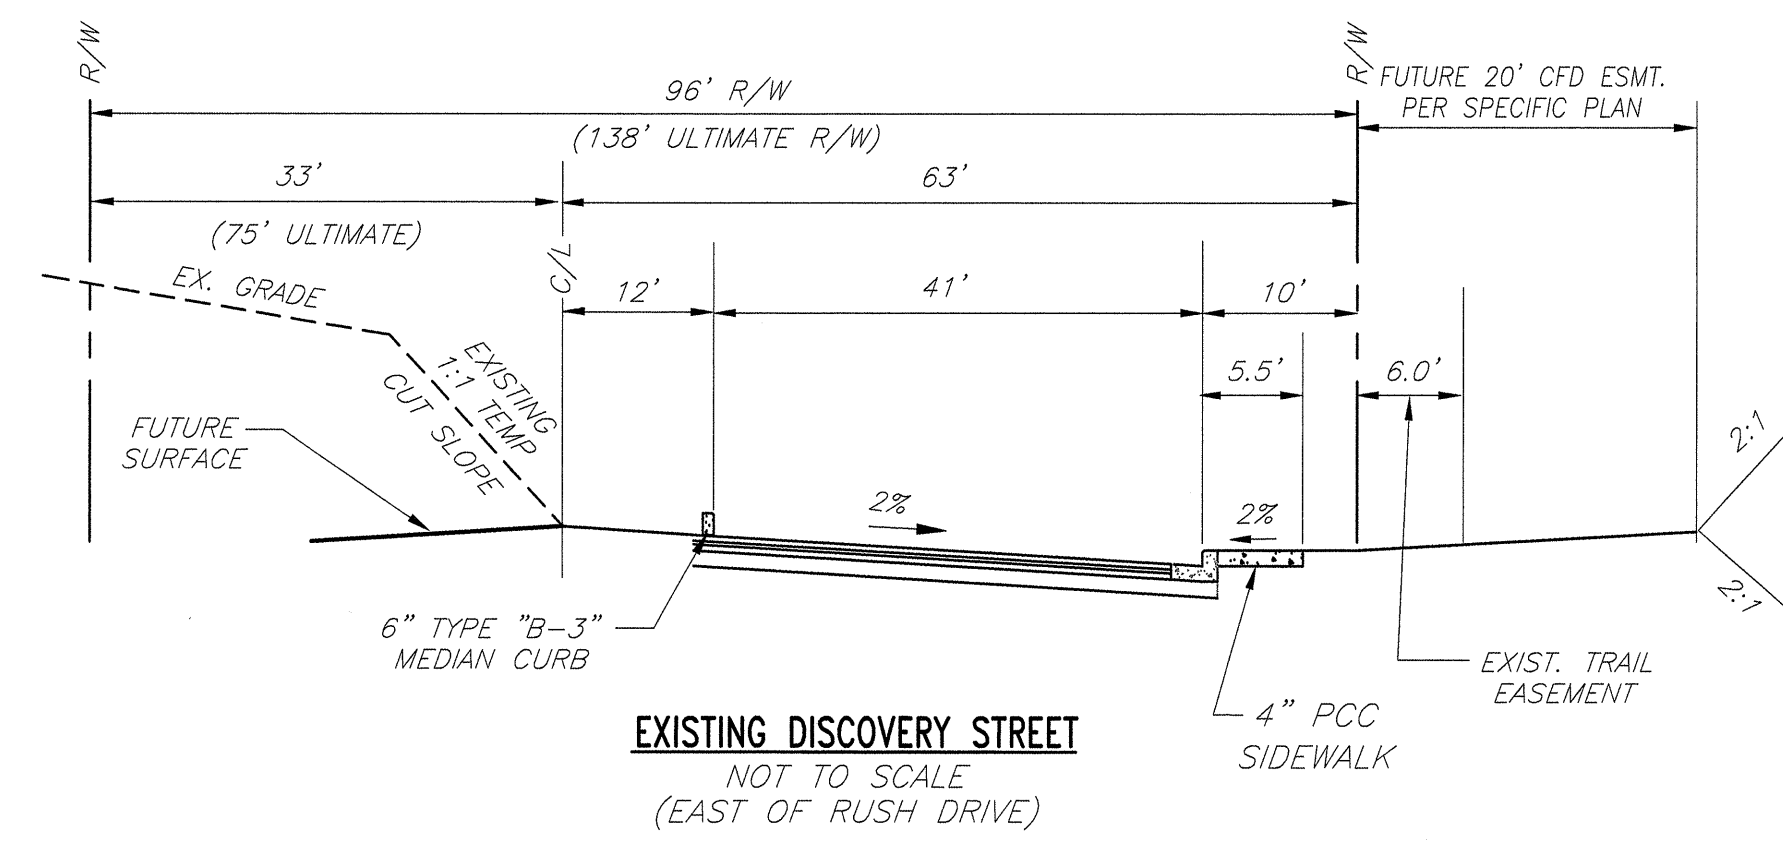 R/W
R/W
96' R/W
(138' ULTIMATE R/W)
FUTURE 20' CFD ESMT.
PER SPECIFIC PLAN
33'
63'
(75' ULTIMATE)
C/L
EX. GRADE
12'
41'
10'
EXISTING
1:1 TEMP
CUT SLOPE
5.5'
6.0'
FUTURE
SURFACE
2%
2%
2:1
2:1
6" TYPE "B-3"
MEDIAN CURB
EXIST. TRAIL
EASEMENT
4" PCC
SIDEWALK
EXISTING DISCOVERY STREET
NOT TO SCALE
(EAST OF RUSH DRIVE)